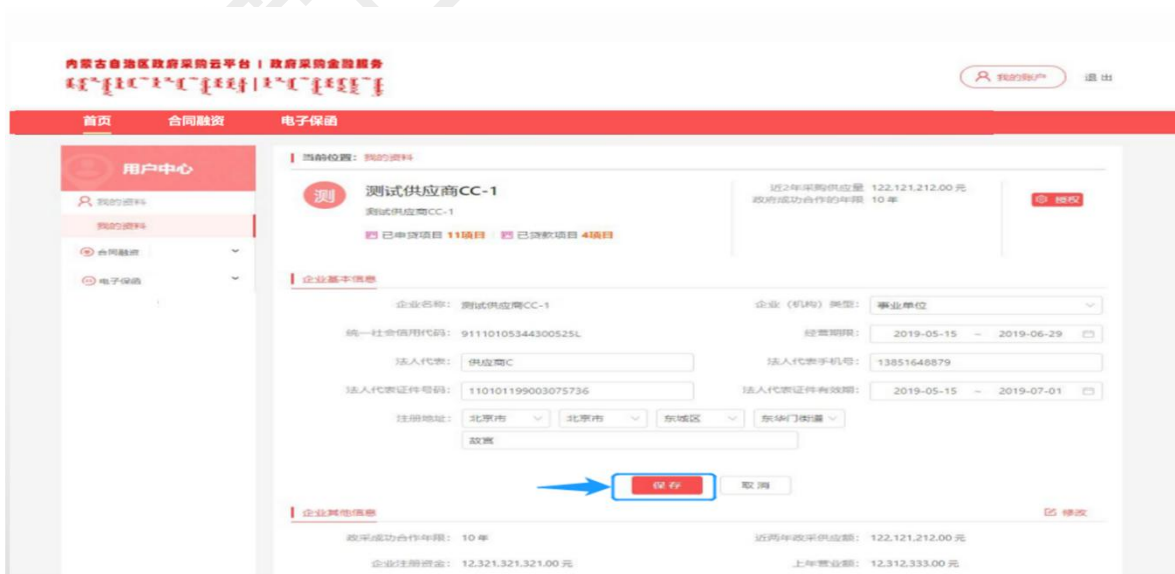 内蒙古自治区政府采购云平台 | 政府采购金融服务
我的账户 退出
首页 合同融资 电子保函
用户中心
我的资料
我的资料
合同融资
电子保函
当前位置：我的资料
测
测试供应商CC-1
测试供应商CC-1
已申贷项目 11项目 已贷款项目 4项目
近2年采购供应量 122,121,212.00 元
政府成功合作的年限 10 年
授权
企业基本信息
企业名称： 测试供应商CC-1 企业（机构）类型： 事业单位
统一社会信用代码： 91110105344300525L 经营期限： 2019-05-15 ~ 2019-06-29
法人代表： 供应商C 法人代表手机号： 13851648879
法人代表证件号码： 110101199003075736 法人代表证件有效期： 2019-05-15 ~ 2019-07-01
注册地址： 北京市 北京市 东城区 东华门街道
故宫
保存 取消
企业其他信息 修改
政采成功合作年限： 10 年 近两年政采供应额： 122,121,212.00 元
企业注册资金： 12,321,321,321.00 元 上年营业额： 12,312,333.00 元